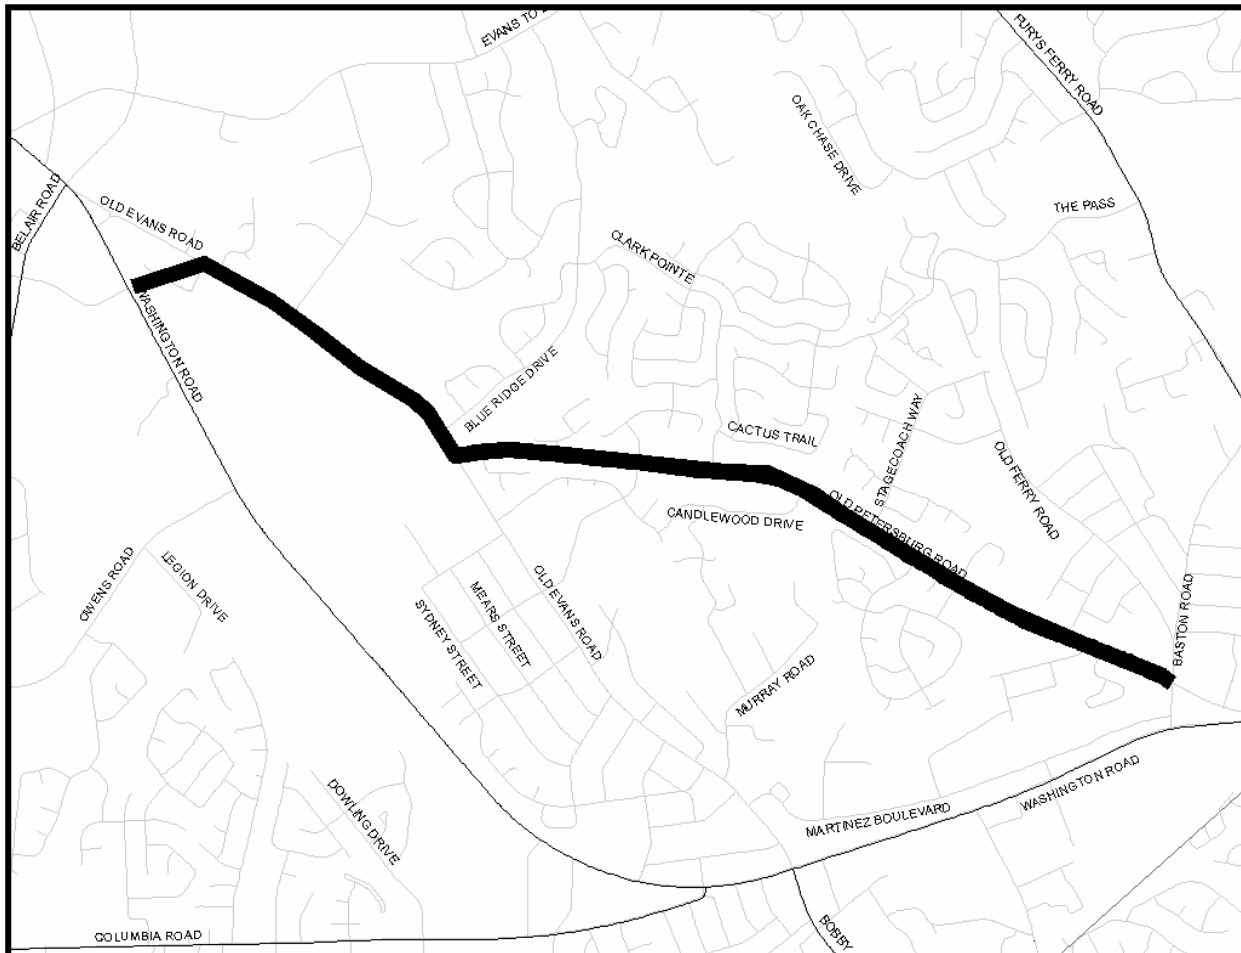 EVANS TO
FURYS FERRY ROAD
OAK CHASE DRIVE
BELAIR ROAD
OLD EVANS ROAD
THE PASS
CLARK POINTE
WASHINGTON ROAD
BLUE RIDGE DRIVE
STAGECOACH WAY
CACTUS TRAIL
OLD FERRY ROAD
CANDLEWOOD DRIVE
OLD PETERSBURG ROAD
OWENS ROAD
LEGION DRIVE
OLD EVANS ROAD
MEARS STREET
SYDNEY STREET
BASTON ROAD
MURRAY ROAD
DOWLING DRIVE
WASHINGTON ROAD
MARTINEZ BOULEVARD
COLUMBIA ROAD
BOBBY